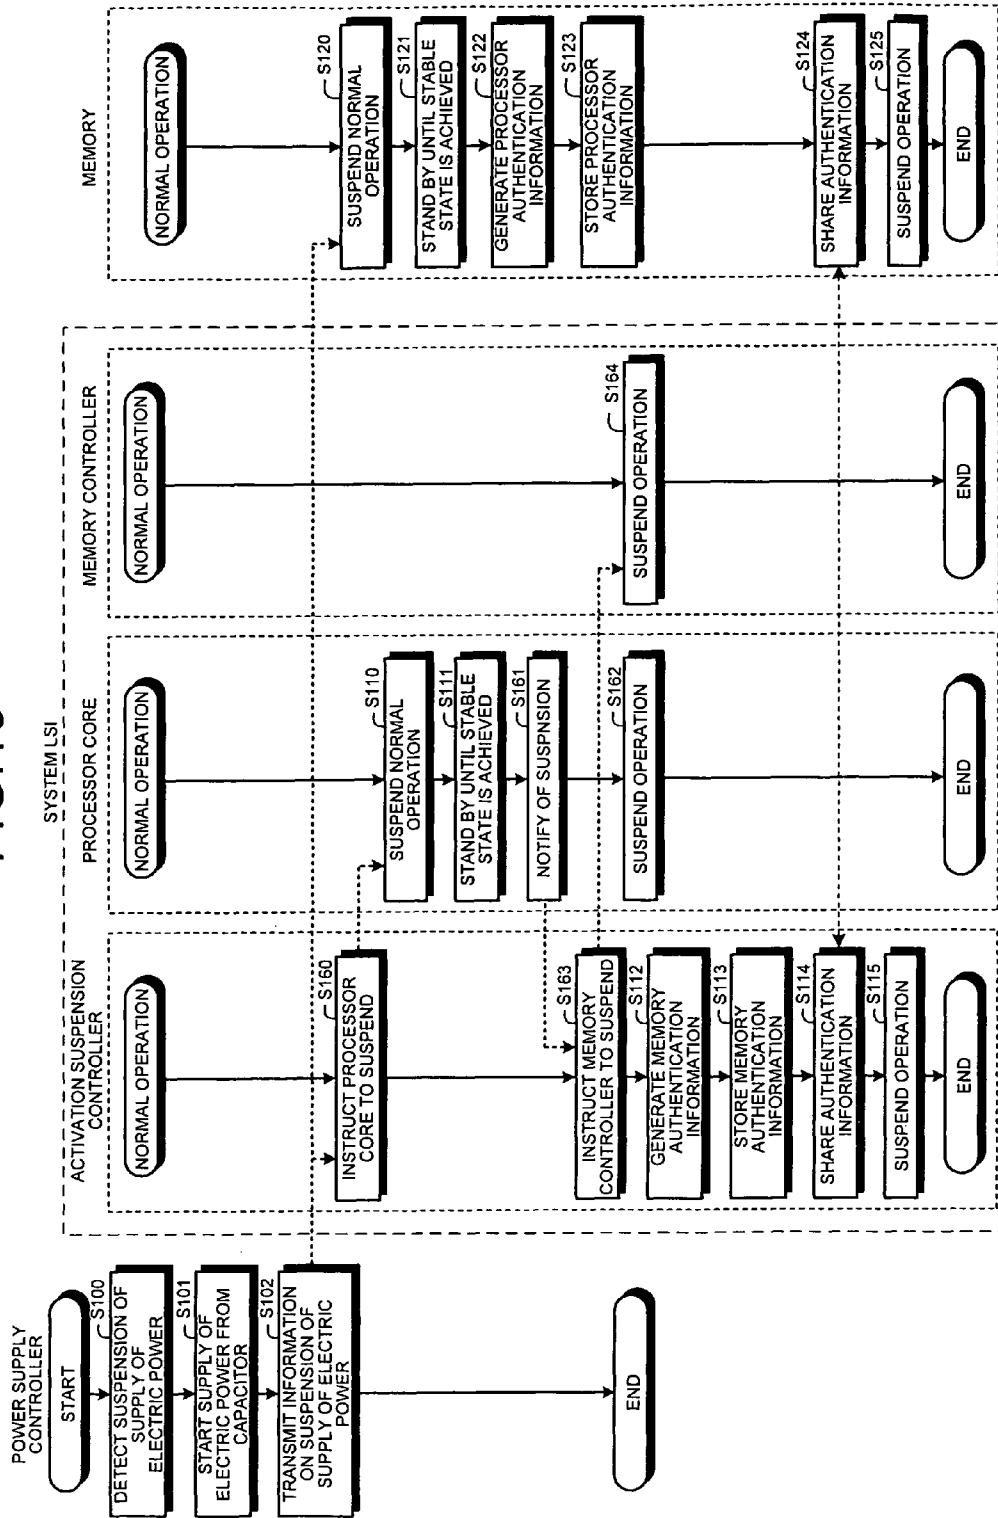 SYSTEM LSI
POWER SUPPLY
CONTROLLER
START
S100
DETECT SUSPENSION OF
SUPPLY OF
ELECTRIC POWER
S101
START SUPPLY OF
ELECTRIC POWER FROM
CAPACITOR
S102
TRANSMIT INFORMATION
ON SUSPENSION OF
SUPPLY OF ELECTRIC
POWER
END
ACTIVATION SUSPENSION
CONTROLLER
NORMAL OPERATION
S160
INSTRUCT PROCESSOR
CORE TO SUSPEND
S163
INSTRUCT MEMORY
CONTROLLER TO SUSPEND
S112
GENERATE MEMORY
AUTHENTICATION
INFORMATION
S113
STORE MEMORY
AUTHENTICATION
INFORMATION
S114
SHARE AUTHENTICATION
INFORMATION
S115
SUSPEND OPERATION
END
PROCESSOR CORE
NORMAL OPERATION
S110
SUSPEND NORMAL
OPERATION
S111
STAND BY UNTIL STABLE
STATE IS ACHIEVED
S161
NOTIFY OF SUSPNSION
S162
SUSPEND OPERATION
END
MEMORY CONTROLLER
NORMAL OPERATION
S164
SUSPEND OPERATION
END
MEMORY
NORMAL OPERATION
S120
SUSPEND NORMAL
OPERATION
S121
STAND BY UNTIL STABLE
STATE IS ACHIEVED
S122
GENERATE PROCESSOR
AUTHENTICATION
INFORMATION
S123
STORE PROCESSOR
AUTHENTICATION
INFORMATION
S124
SHARE AUTHENTICATION
INFORMATION
S125
SUSPEND OPERATION
END